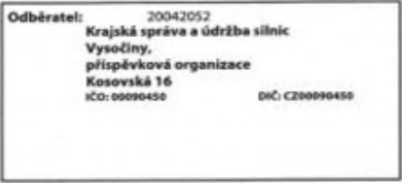 Odběratel: 20042052
Krajská správa a údržba silnic
Vysočiny,
příspěvková organizace
Kosovská 16
IČO: 00090450 DIČ: CZ00090450